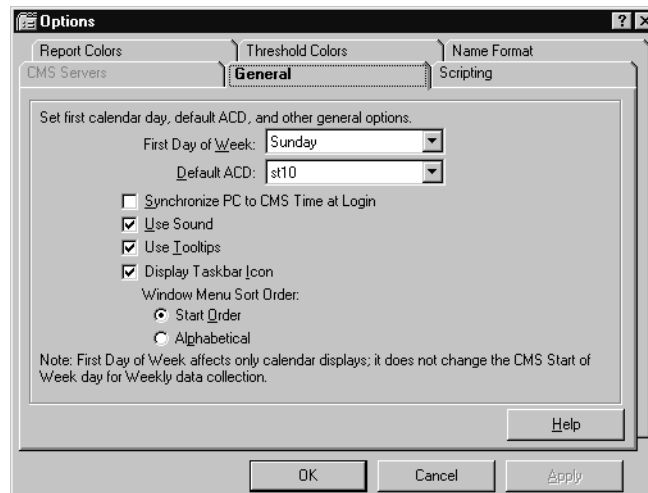 Options
Report Colors Threshold Colors Name Format
CMS Servers General Scripting
Set first calendar day, default ACD, and other general options.
First Day of Week: Sunday
Default ACD: st10
Synchronize PC to CMS Time at Login
Use Sound
Use Tooltips
Display Taskbar Icon
Window Menu Sort Order:
Start Order
Alphabetical
Note: First Day of Week affects only calendar displays; it does not change the CMS Start of
Week day for Weekly data collection.
Help
OK Cancel Apply